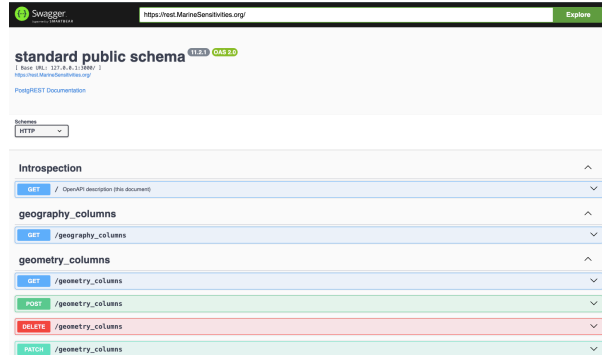 Swagger
Supported by SMARTBEAR
https://rest.MarineSensitivities.org/
Explore
standard public schema 11.2.1 OAS 2.0
[ Base URL: 127.0.0.1:3000/ ]
https://rest.MarineSensitivities.org/
PostgREST Documentation
Schemes
HTTP
Introspection
GET / OpenAPI description (this document)
geography_columns
GET /geography_columns
geometry_columns
GET /geometry_columns
POST /geometry_columns
DELETE /geometry_columns
PATCH /geometry_columns